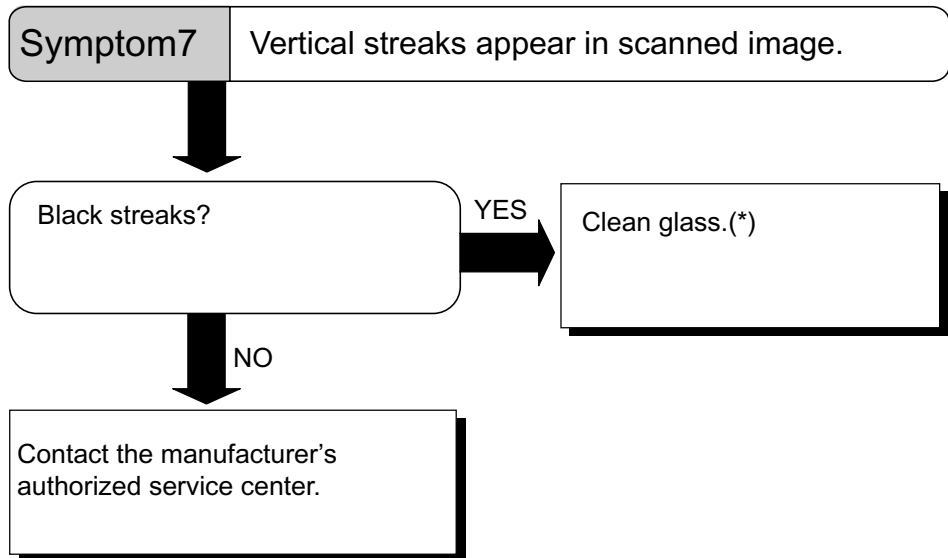 Symptom7 Vertical streaks appear in scanned image.
Black streaks?
YES
Clean glass.(*)
NO
Contact the manufacturer’s
authorized service center.